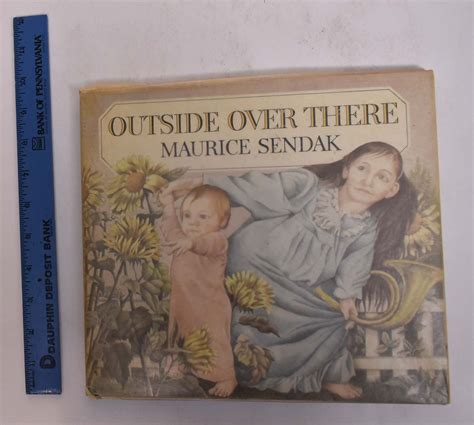 OUTSIDE OVER THERE
MAURICE SENDAK
BANK OF PENNSYLVANIA
DAUPHIN DEPOSIT BANK